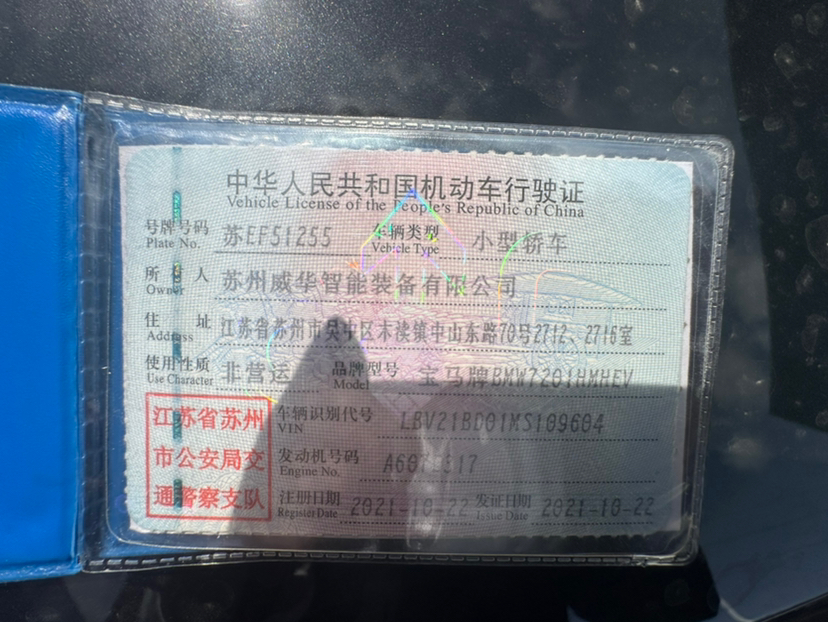 中华人民共和国机动车行驶证
Vehicle License of the People's Republic of China
号牌号码 苏EF51255 车辆类型 小型轿车
Plate No. Vehicle Type
所有人 苏州威华智能装备有限公司
Owner
住址 江苏省苏州市吴中区木渎镇中山东路70号2712、2716室
Address
使用性质 非营运 品牌型号 宝马牌BMW7201HMHEV
Use Character Model
江苏省苏州 车辆识别代号 LBV21BD01MS109604
VIN
市公安局交 发动机号码
Engine No.
通警察支队 注册日期 2021-10-22 发证日期 2021-10-22
Register Date Issue Date